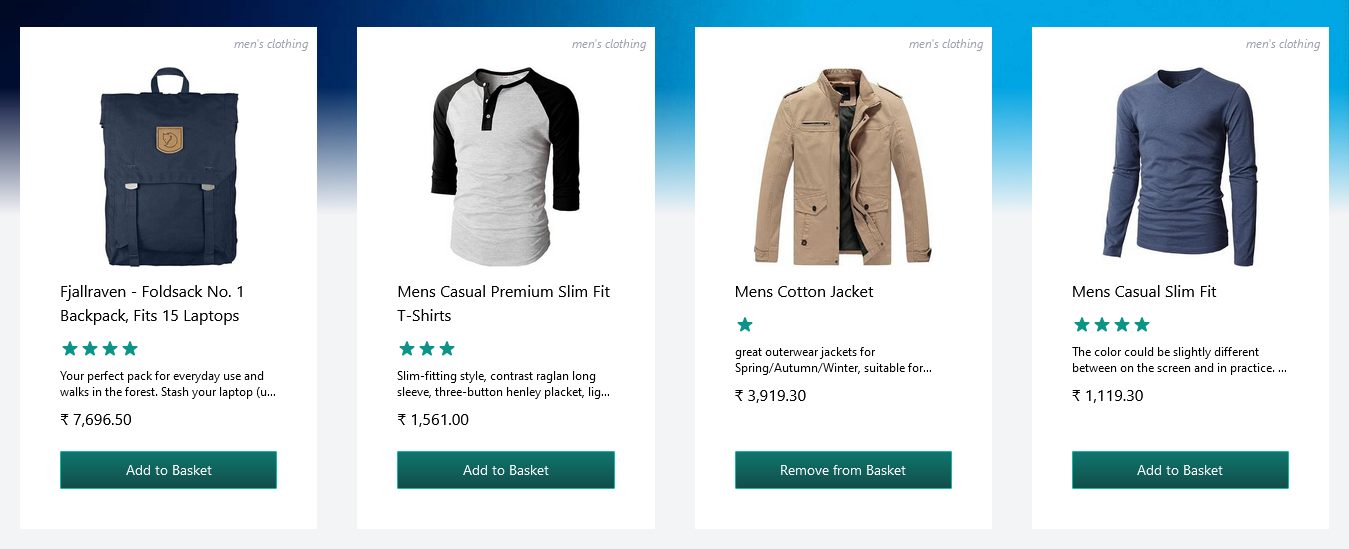 men's clothing
Fjallraven - Foldsack No. 1
Backpack, Fits 15 Laptops
Your perfect pack for everyday use and
walks in the forest. Stash your laptop (u...
₹ 7,696.50
Add to Basket
men's clothing
Mens Casual Premium Slim Fit
T-Shirts
Slim-fitting style, contrast raglan long
sleeve, three-button henley placket, lig...
₹ 1,561.00
Add to Basket
men's clothing
Mens Cotton Jacket
great outerwear jackets for
Spring/Autumn/Winter, suitable for...
₹ 3,919.30
Remove from Basket
men's clothing
Mens Casual Slim Fit
The color could be slightly different
between on the screen and in practice. ...
₹ 1,119.30
Add to Basket